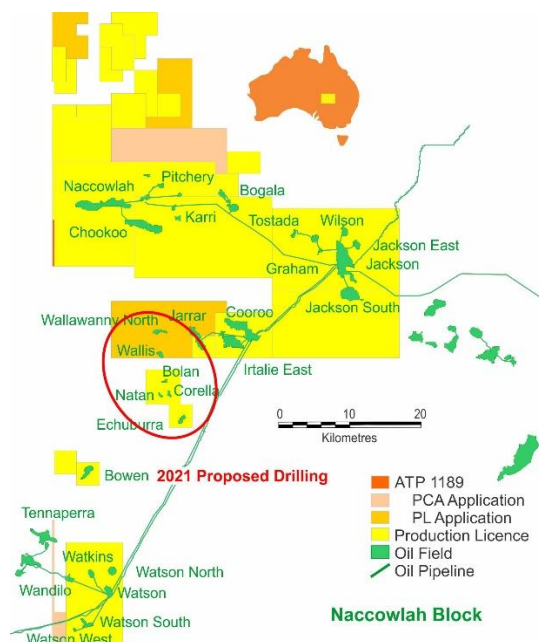 Pitchery
Naccowlah
Bogala
Karri
Chookoo
Tostada
Wilson
Jackson East
Graham
Jackson
Jackson South
Wallawanny North
Jarrar
Cooroo
Wallis
Irtalie East
Bolan
Natan
Corella
Echuburra
0 10 20
Kilometres
Bowen
2021 Proposed Drilling
ATP 1189
PCA Application
PL Application
Production Licence
Oil Field
Oil Pipeline
Tennaperra
Watkins
Watson North
Wandilo
Watson
Watson South
Watson West
Naccowlah Block